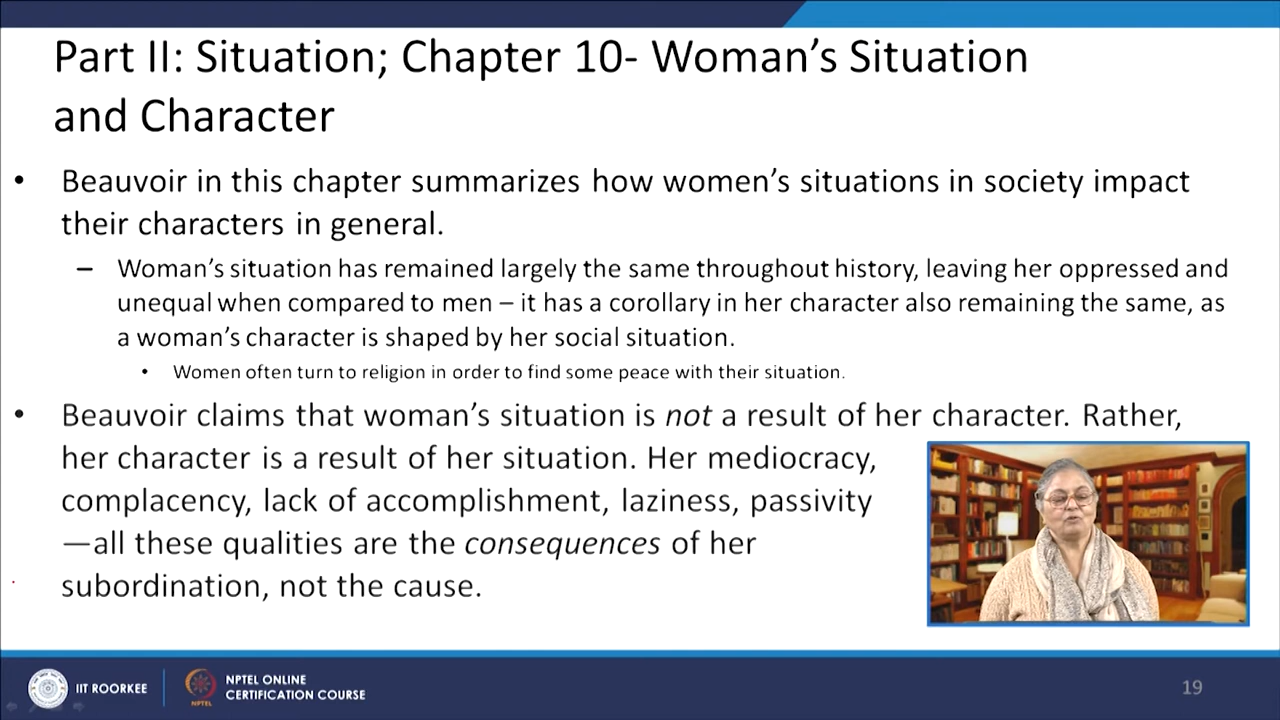 Part II: Situation; Chapter 10- Woman’s Situation
and Character
• Beauvoir in this chapter summarizes how women’s situations in society impact
their characters in general.
– Woman’s situation has remained largely the same throughout history, leaving her oppressed and
unequal when compared to men – it has a corollary in her character also remaining the same, as
a woman’s character is shaped by her social situation.
• Women often turn to religion in order to find some peace with their situation.
• Beauvoir claims that woman’s situation is not a result of her character. Rather,
her character is a result of her situation. Her mediocracy,
complacency, lack of accomplishment, laziness, passivity
—all these qualities are the consequences of her
subordination, not the cause.
IIT ROORKEE
NPTEL
NPTEL ONLINE
CERTIFICATION COURSE
19